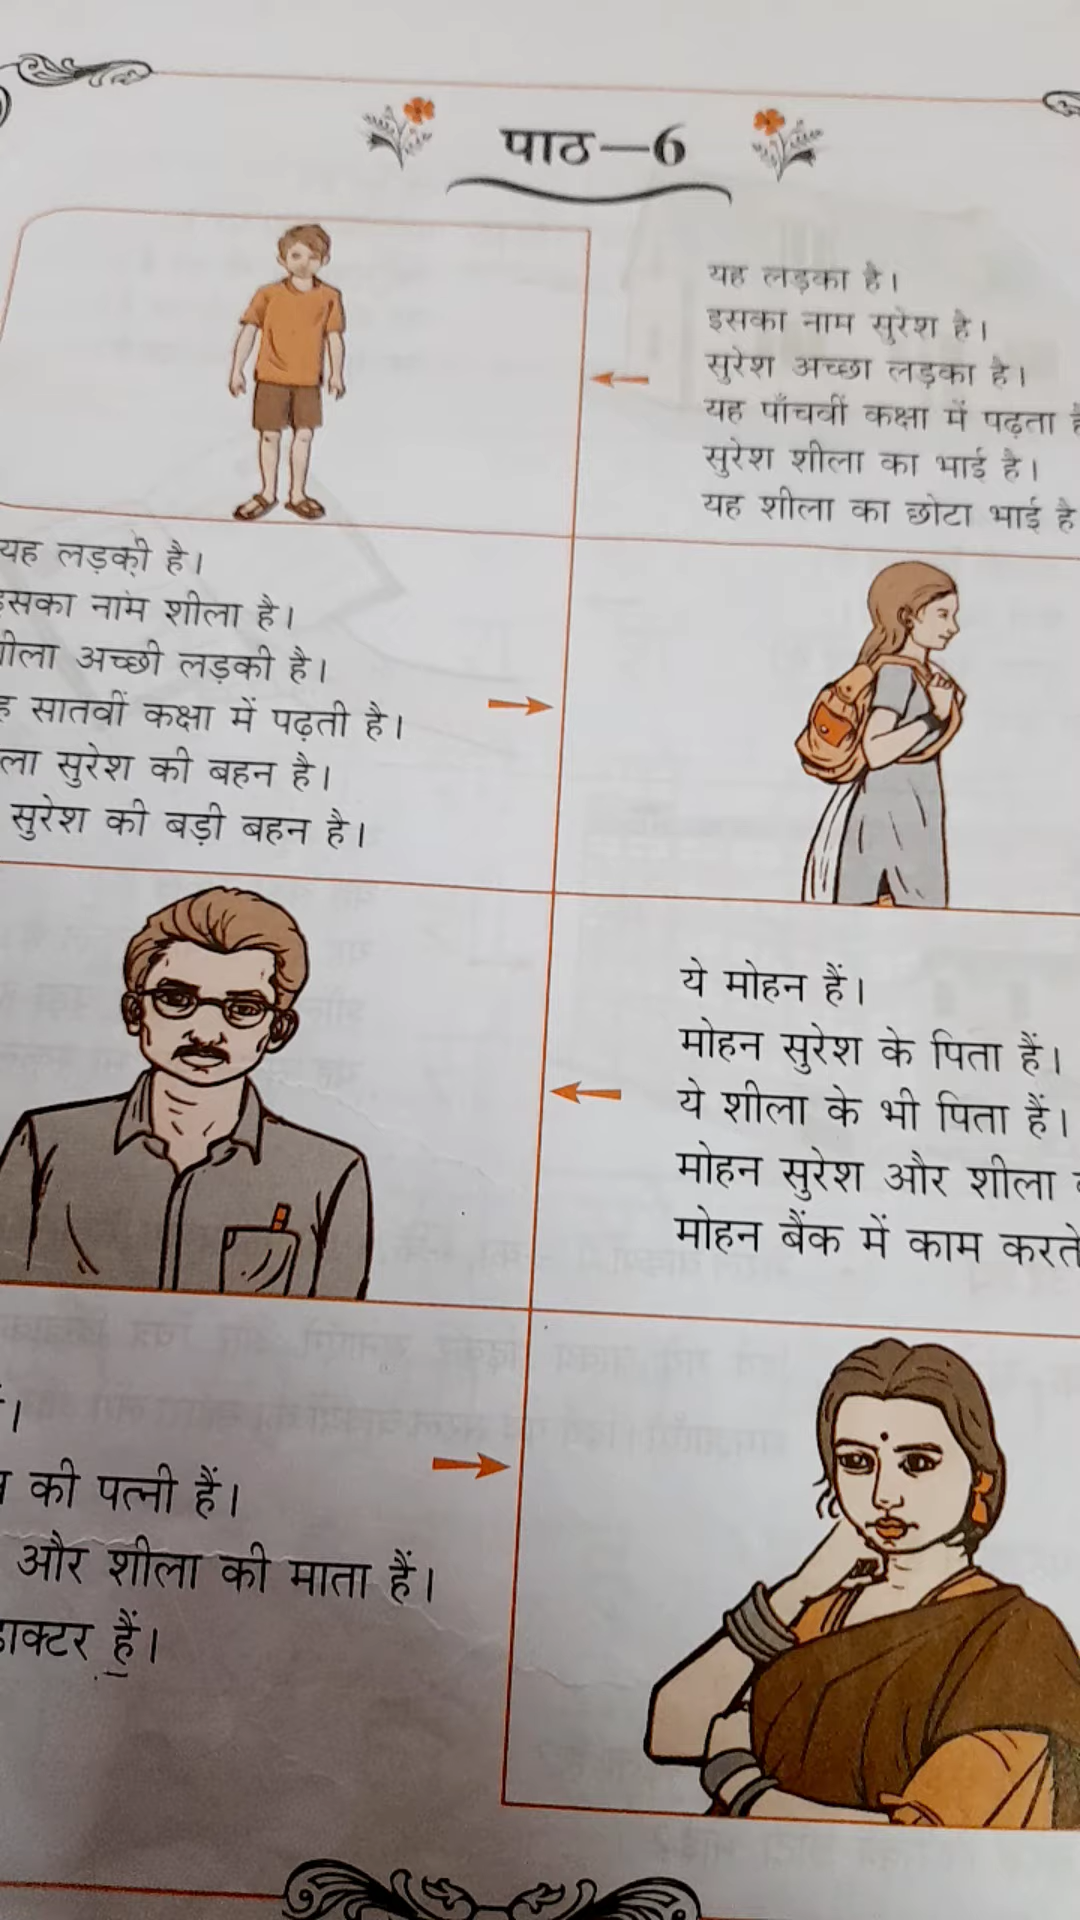 पाठ—6
यह लड़का है।
इसका नाम सुरेश है।
सुरेश अच्छा लड़का है।
यह पाँचवीं कक्षा में पढ़ता
सुरेश शीला का भाई है।
यह शीला का छोटा भाई है
यह लड़की है।
इसका नाम शीला है।
शीला अच्छी लड़की है।
सातवीं कक्षा में पढ़ती है।
सुरेश की बहन है।
सुरेश की बड़ी बहन है।
ये मोहन हैं।
मोहन सुरेश के पिता हैं।
ये शीला के भी पिता हैं।
मोहन सुरेश और शीला
मोहन बैंक में काम करते
की पत्नी हैं।
और शीला की माता हैं।
डाक्टर हैं।